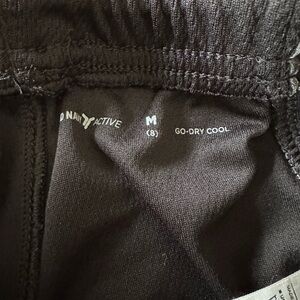 D NAVY ACTIVE
M
(8)
GO-DRY COOL